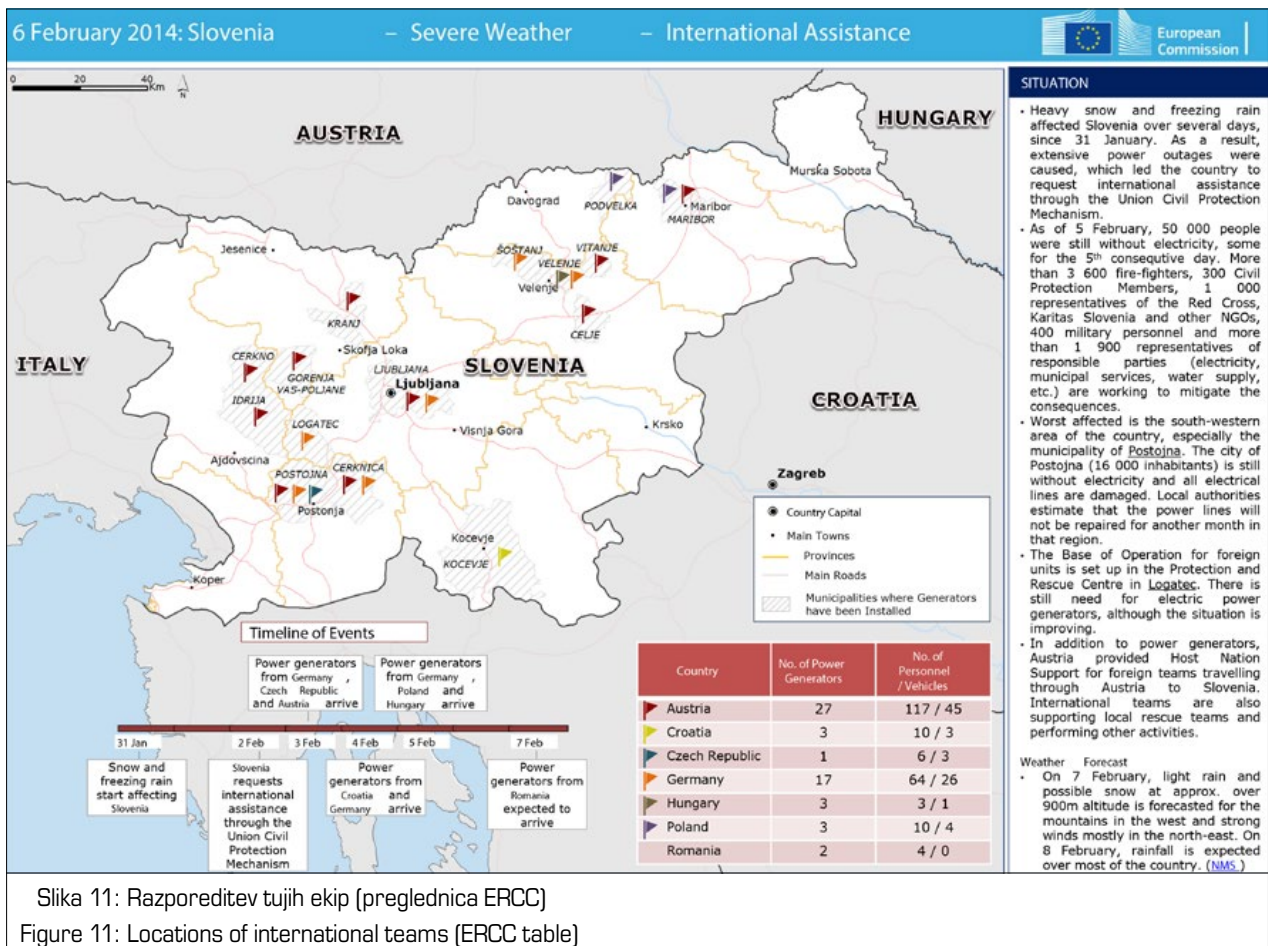 6 February 2014: Slovenia – Severe Weather – International Assistance
European
Commission
0 20 40 Km
N
AUSTRIA
HUNGARY
ITALY
SLOVENIA
CROATIA
Murska Sobota
Davograd
PODVELKA
Maribor
MARIBOR
Jesenice
ŠOŠTANJ
VITANJE
VELENJE
Velenje
KRANJ
CELJE
Skofja Loka
CERKNO
GORENJA
VAS-POLJANE
LJUBLJANA
Ljubljana
IDRIJA
LOGATEC
Visnja Gora
Krsko
Ajdovscina
POSTOJNA
CERKNICA
Postonja
Zagreb
Kocevje
KOCEVJE
Koper
Country Capital
Main Towns
Provinces
Main Roads
Municipalities where Generators
have been Installed
Timeline of Events
Power generators
from Germany ,
Czech Republic
and Austria arrive
Power generators
from Germany ,
Poland and
Hungary arrive
31 Jan 2 Feb 3 Feb 4 Feb 5 Feb 7 Feb
Snow and
freezing rain
start affecting
Slovenia
Slovenia
requests
international
assistance
through the
Union Civil
Protection
Mechanism
Power
generators from
Croatia and
Germany arrive
Power
generators from
Romania
expected to
arrive
Country No. of Power Generators No. of Personnel / Vehicles
Austria 27 117 / 45
Croatia 3 10 / 3
Czech Republic 1 6 / 3
Germany 17 64 / 26
Hungary 3 3 / 1
Poland 3 10 / 4
Romania 2 4 / 0
SITUATION
• Heavy snow and freezing rain
affected Slovenia over several days,
since 31 January. As a result,
extensive power outages were
caused, which led the country to
request international assistance
through the Union Civil Protection
Mechanism.
• As of 5 February, 50 000 people
were still without electricity, some
for the 5th consequtive day. More
than 3 600 fire-fighters, 300 Civil
Protection Members, 1 000
representatives of the Red Cross,
Karitas Slovenia and other NGOs,
400 military personnel and more
than 1 900 representatives of
responsible parties (electricity,
municipal services, water supply,
etc.) are working to mitigate the
consequences.
• Worst affected is the south-western
area of the country, especially the
municipality of Postojna. The city of
Postojna (16 000 inhabitants) is still
without electricity and all electrical
lines are damaged. Local authorities
estimate that the power lines will
not be repaired for another month in
that region.
• The Base of Operation for foreign
units is set up in the Protection and
Rescue Centre in Logatec. There is
still need for electric power
generators, although the situation is
improving.
• In addition to power generators,
Austria provided Host Nation
Support for foreign teams travelling
through Austria to Slovenia.
International teams are also
supporting local rescue teams and
performing other activities.
Weather Forecast
• On 7 February, light rain and
possible snow at approx. over
900m altitude is forecasted for the
mountains in the west and strong
winds mostly in the north-east. On
8 February, rainfall is expected
over most of the country. (NMS )
Slika 11: Razporeditev tujih ekip (preglednica ERCC)
Figure 11: Locations of international teams (ERCC table)